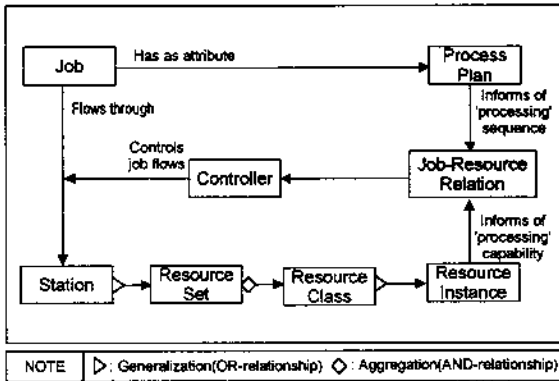 Job
Has as attribute
Process
Plan
Flows through
Informs of
'processing'
sequence
Controls
job flows
Controller
Job-Resource
Relation
Informs of
'processing'
capability
Station
Resource
Set
Resource
Class
Resource
Instance
NOTE
: Generalization(OR-relationship)
: Aggregation(AND-relationship)